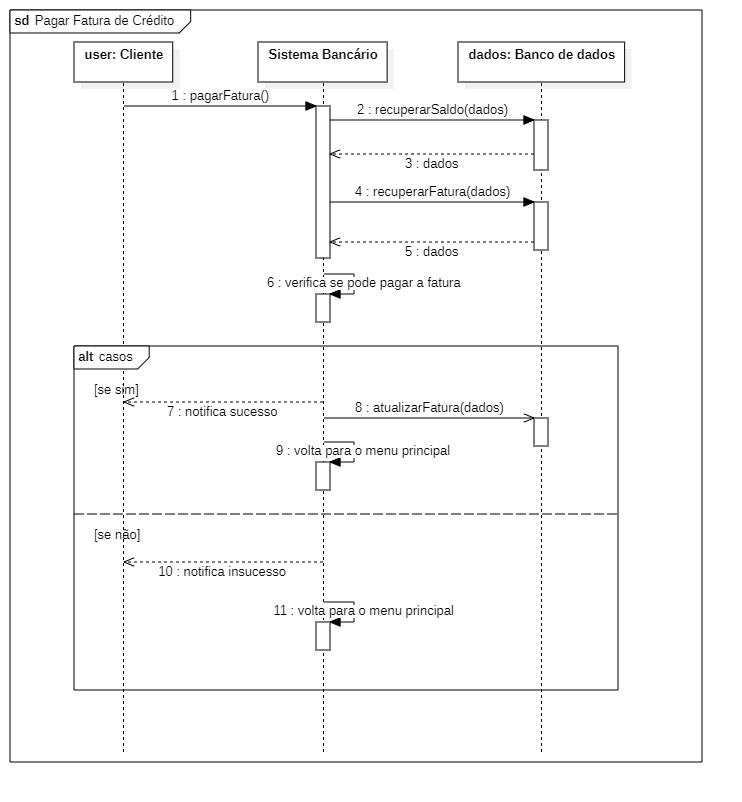 sd Pagar Fatura de Crédito
user: Cliente
Sistema Bancário
dados: Banco de dados
1 : pagarFatura()
2 : recuperarSaldo(dados)
3 : dados
4 : recuperarFatura(dados)
5 : dados
6 : verifica se pode pagar a fatura
alt casos
[se sim]
7 : notifica sucesso
8 : atualizarFatura(dados)
9 : volta para o menu principal
[se não]
10 : notifica insucesso
11 : volta para o menu principal